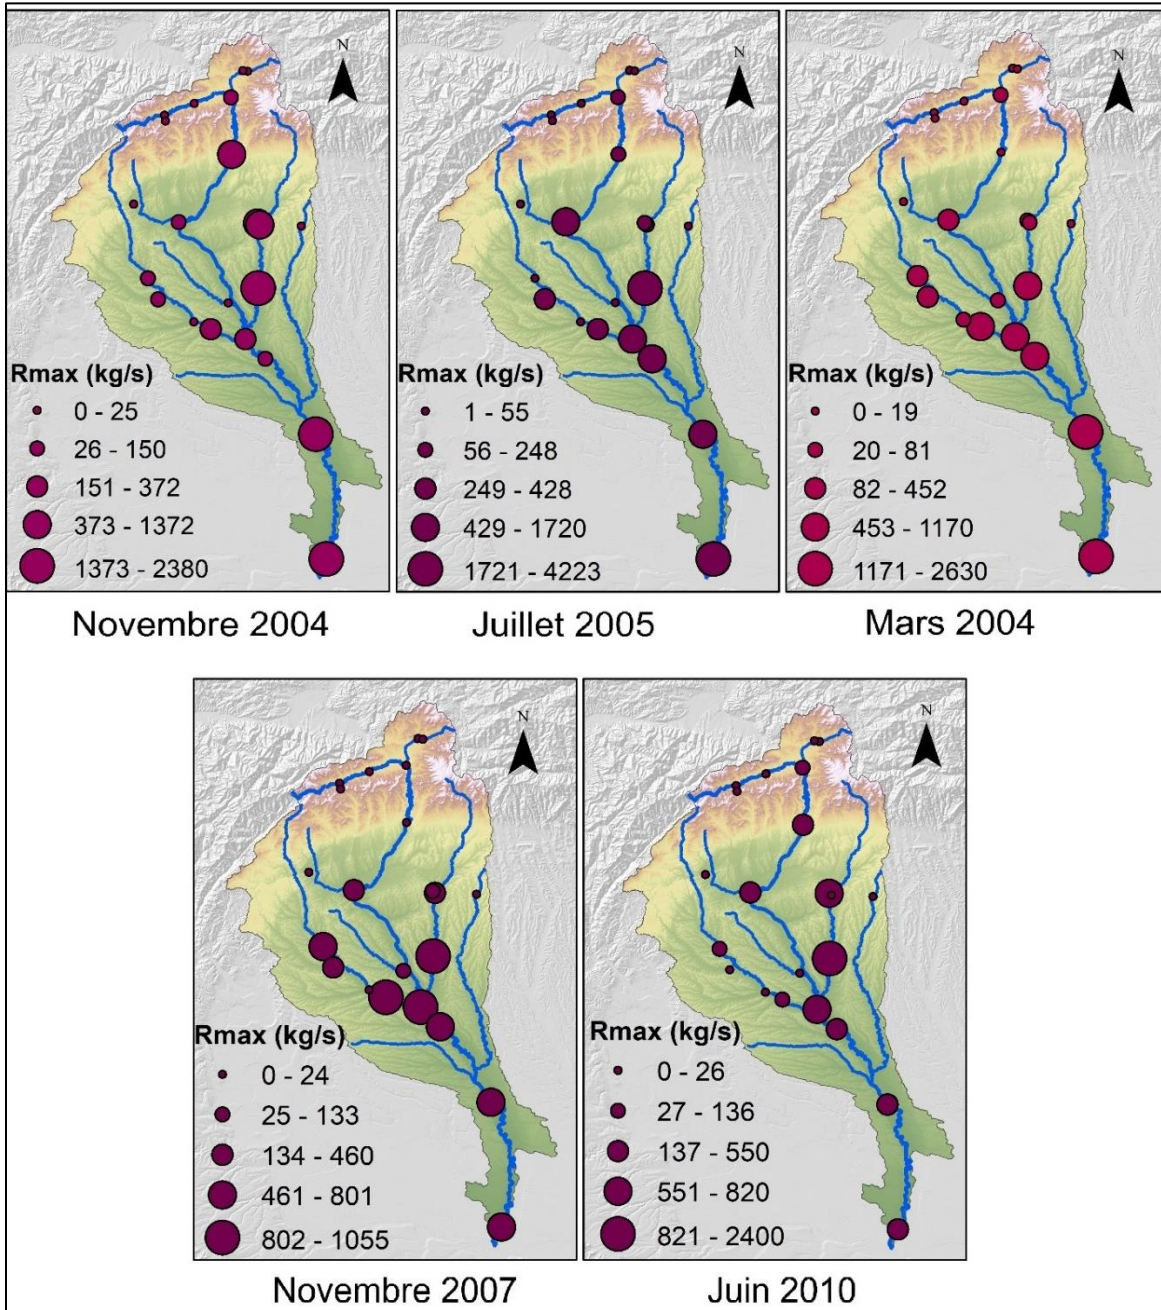 N
Rmax (kg/s)
0 - 25
26 - 150
151 - 372
373 - 1372
1373 - 2380
Novembre 2004
N
Rmax (kg/s)
1 - 55
56 - 248
249 - 428
429 - 1720
1721 - 4223
Juillet 2005
N
Rmax (kg/s)
0 - 19
20 - 81
82 - 452
453 - 1170
1171 - 2630
Mars 2004
N
Rmax (kg/s)
0 - 24
25 - 133
134 - 460
461 - 801
802 - 1055
Novembre 2007
N
Rmax (kg/s)
0 - 26
27 - 136
137 - 550
551 - 820
821 - 2400
Juin 2010